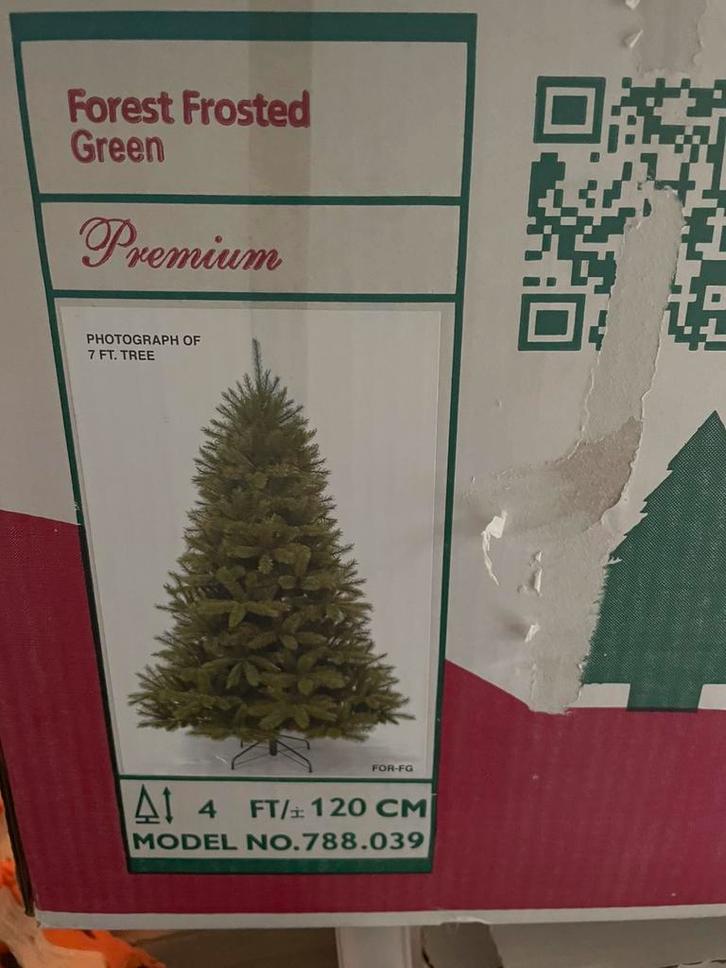 Forest Frosted
Green
Premium
PHOTOGRAPH OF
7 FT. TREE
FOR-FG
4 FT/± 120 CM
MODEL NO.788.039